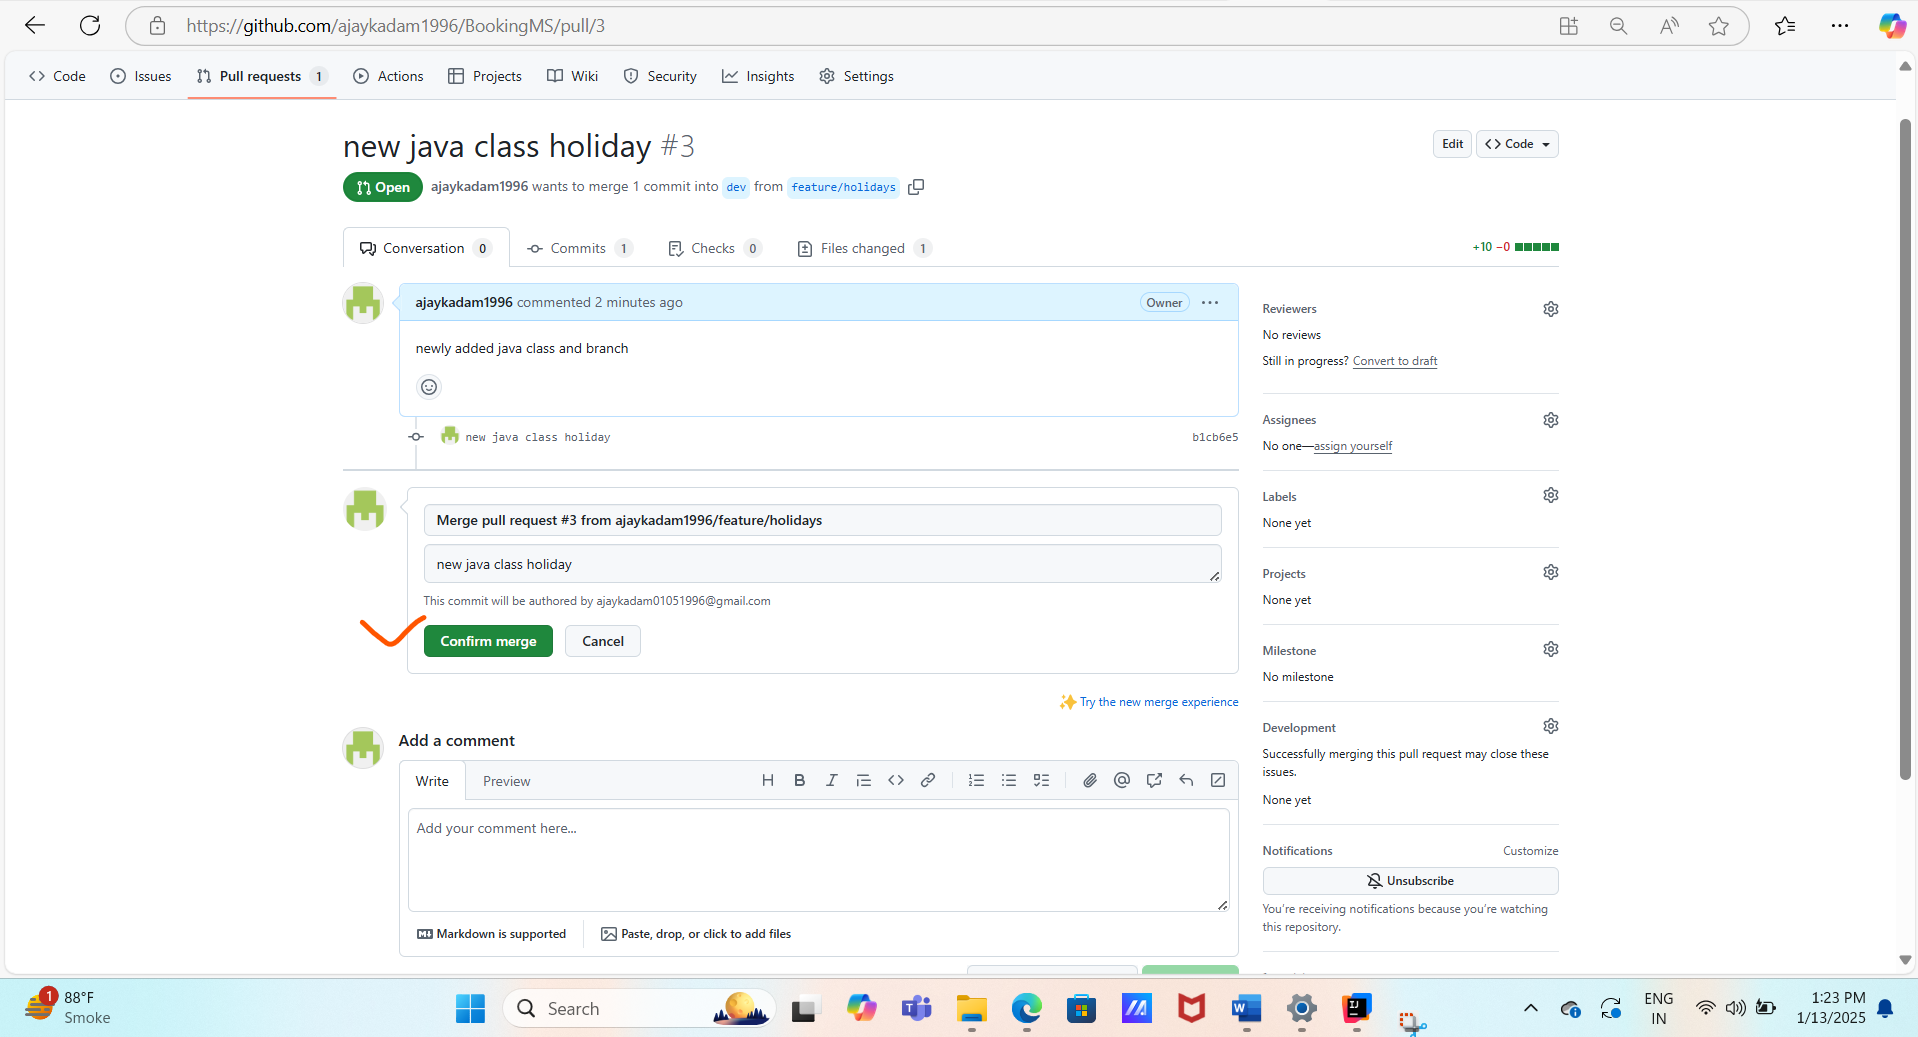 https://github.com/ajaykadam1996/BookingMS/pull/3
Code Issues Pull requests 1 Actions Projects Wiki Security Insights Settings
new java class holiday #3
Edit Code
Open ajaykadam1996 wants to merge 1 commit into dev from feature/holidays
Conversation 0 Commits 1 Checks 0 Files changed 1 +10 −0
ajaykadam1996 commented 2 minutes ago Owner
newly added java class and branch
new java class holiday b1cb6e5
Merge pull request #3 from ajaykadam1996/feature/holidays
new java class holiday
This commit will be authored by ajaykadam01051996@gmail.com
Confirm merge Cancel
Try the new merge experience
Add a comment
Write Preview
Add your comment here...
Markdown is supported Paste, drop, or click to add files
Reviewers
No reviews
Still in progress? Convert to draft
Assignees
No one—assign yourself
Labels
None yet
Projects
None yet
Milestone
No milestone
Development
Successfully merging this pull request may close these
issues.
None yet
Notifications Customize
Unsubscribe
You're receiving notifications because you're watching
this repository.
1
88°F
Smoke
Search
ENG
IN
1:23 PM
1/13/2025